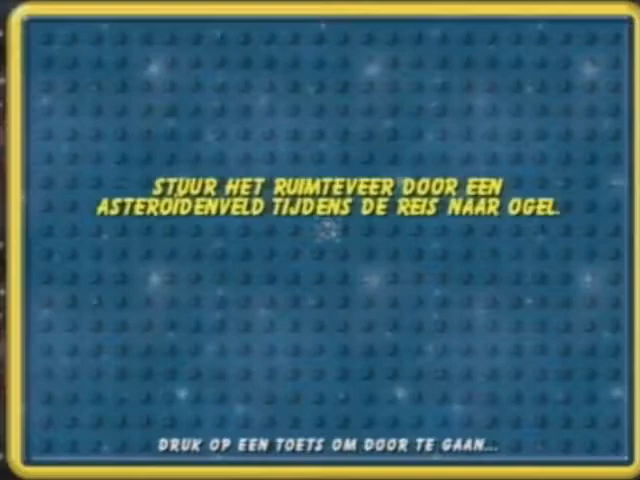 STUUR HET RUIMTEVEER DOOR EEN
ASTEROÏDENVELD TIJDENS DE REIS NAAR OGEL.
DRUK OP EEN TOETS OM DOOR TE GAAN...